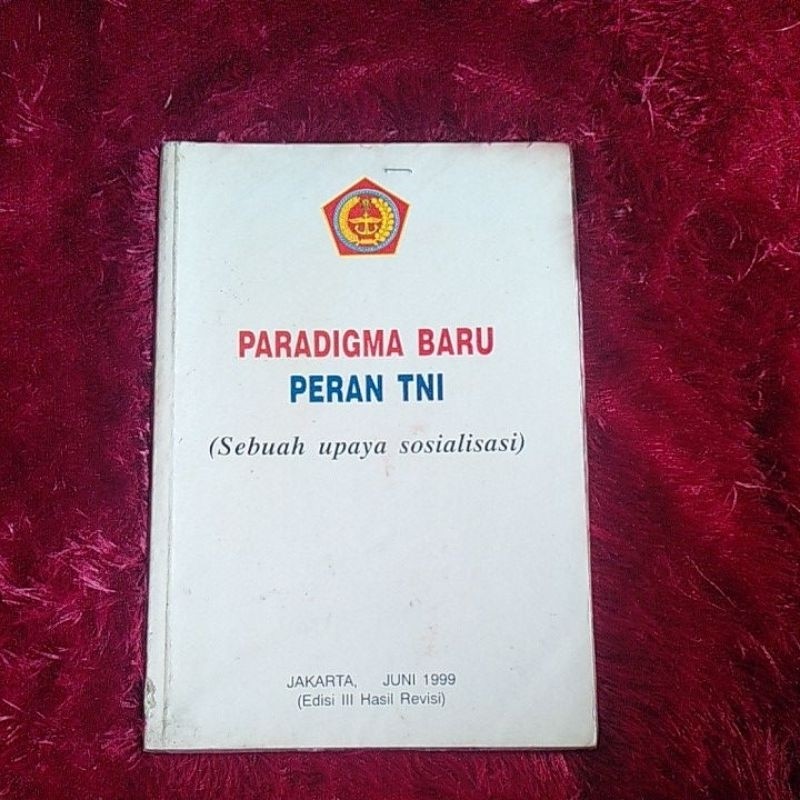 PARADIGMA BARU
PERAN TNI
(Sebuah upaya sosialisasi)
JAKARTA, JUNI 1999
(Edisi III Hasil Revisi)